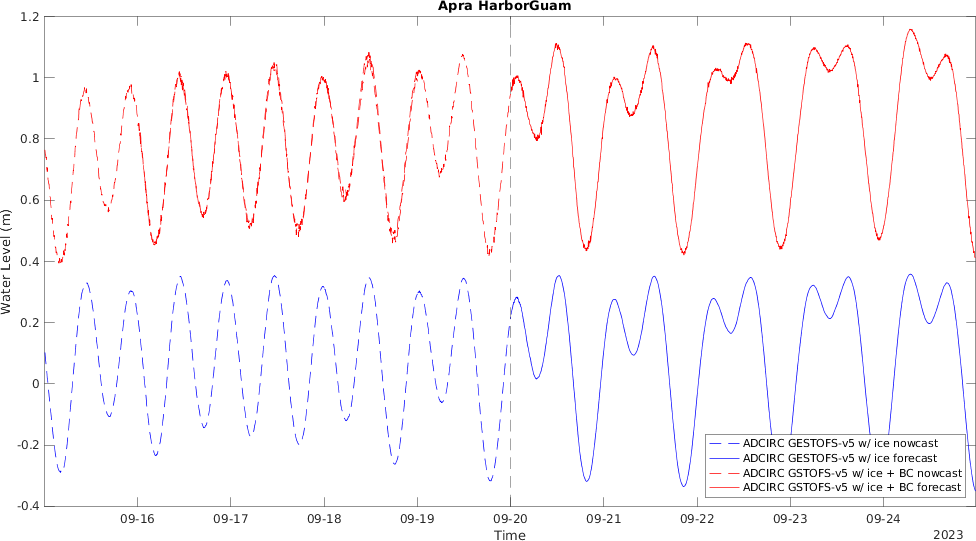 Apra HarborGuam
1.2
1
0.8
0.6
0.4
0.2
0
-0.2
-0.4
Water Level (m)
ADCIRC GESTOFS-v5 w/ ice nowcast
ADCIRC GESTOFS-v5 w/ ice forecast
ADCIRC GSTOFS-v5 w/ ice + BC nowcast
ADCIRC GSTOFS-v5 w/ ice + BC forecast
09-16 09-17 09-18 09-19 09-20 09-21 09-22 09-23 09-24
Time
2023